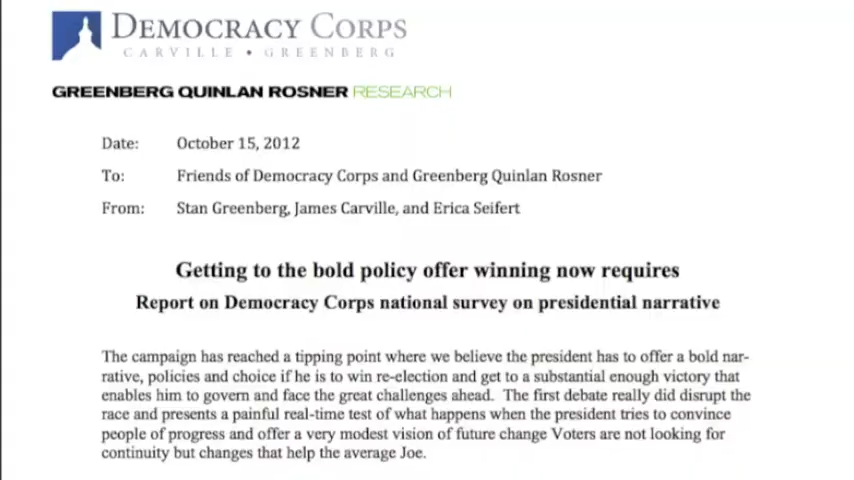 DEMOCRACY CORPS
CARVILLE • GREENBERG
GREENBERG QUINLAN ROSNER RESEARCH
Date: October 15, 2012
To: Friends of Democracy Corps and Greenberg Quinlan Rosner
From: Stan Greenberg, James Carville, and Erica Seifert
Getting to the bold policy offer winning now requires
Report on Democracy Corps national survey on presidential narrative
The campaign has reached a tipping point where we believe the president has to offer a bold nar-
rative, policies and choice if he is to win re-election and get to a substantial enough victory that
enables him to govern and face the great challenges ahead.  The first debate really did disrupt the
race and presents a painful real-time test of what happens when the president tries to convince
people of progress and offer a very modest vision of future change Voters are not looking for
continuity but changes that help the average Joe.